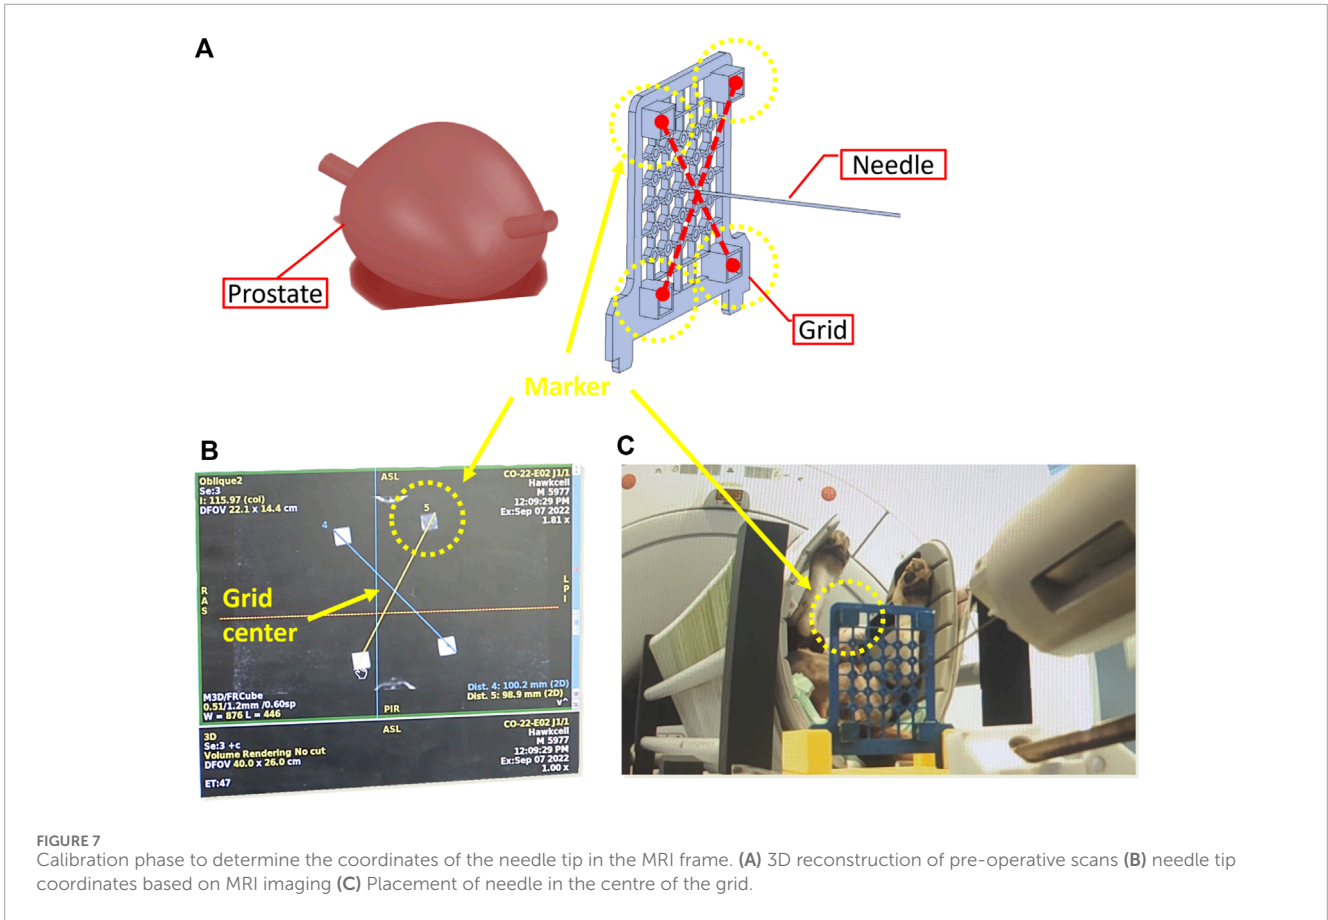 A
Needle
Prostate
Grid
Marker
B
Oblique2
Se:3
I: 115.97 (col)
DFOV 22.1 x 14.4 cm
ASL
CO-22-E02 J1/1
Hawkcell
M 5977
12:09:29 PM
Ex:Sep 07 2022
1.81 x
4
5
R
A
S
L
P
I
Grid
center
M3D/FRCube
0.51/1.2mm /0.60sp
W = 876 L = 446
Dist. 4: 100.2 mm (2D)
Dist. 5: 98.9 mm (2D)
v^
PIR
ASL
3D
Se:3 +c
Volume Rendering No cut
DFOV 40.0 x 26.0 cm
ET:47
CO-22-E02 J1/1
Hawkcell
M 5977
12:09:29 PM
Ex:Sep 07 2022
1.00 x
C
FIGURE 7
Calibration phase to determine the coordinates of the needle tip in the MRI frame. (A) 3D reconstruction of pre-operative scans (B) needle tip
coordinates based on MRI imaging (C) Placement of needle in the centre of the grid.